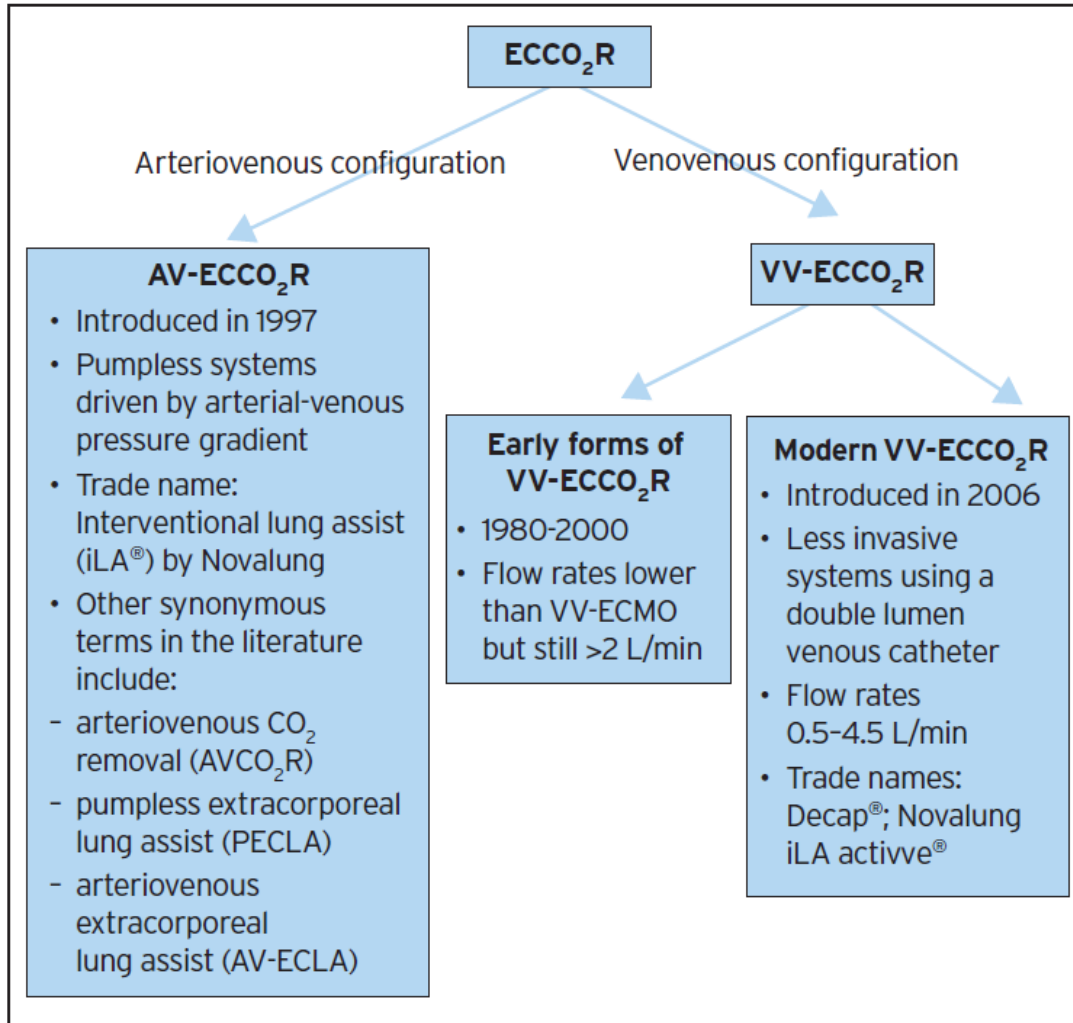 ECCO₂R
Arteriovenous configuration
Venovenous configuration
AV-ECCO₂R
• Introduced in 1997
• Pumpless systems
driven by arterial-venous
pressure gradient
• Trade name:
Interventional lung assist
(iLA®) by Novalung
• Other synonymous
terms in the literature
include:
– arteriovenous CO₂
removal (AVCO₂R)
– pumpless extracorporeal
lung assist (PECLA)
– arteriovenous
extracorporeal
lung assist (AV-ECLA)
VV-ECCO₂R
Early forms of
VV-ECCO₂R
• 1980-2000
• Flow rates lower
than VV-ECMO
but still >2 L/min
Modern VV-ECCO₂R
• Introduced in 2006
• Less invasive
systems using a
double lumen
venous catheter
• Flow rates
0.5–4.5 L/min
• Trade names:
Decap®; Novalung
iLA activve®